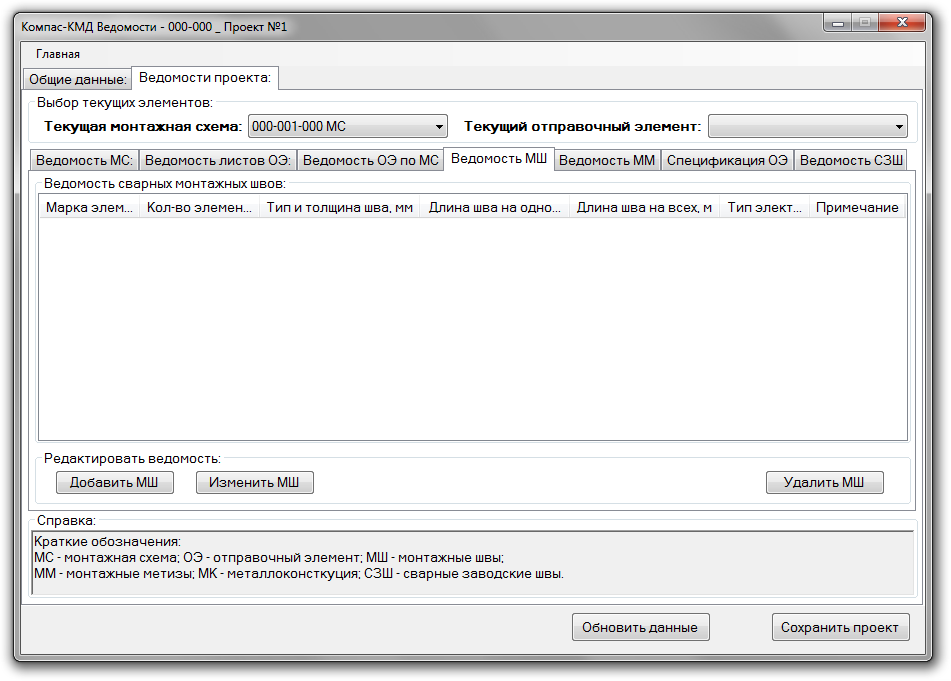 Компас-КМД Ведомости - 000-000 _ Проект №1
Главная
Общие данные: Ведомости проекта:
Выбор текущих элементов:
Текущая монтажная схема: 000-001-000 МС Текущий отправочный элемент:
Ведомость МС: Ведомость листов ОЭ: Ведомость ОЭ по МС Ведомость МШ Ведомость ММ Спецификация ОЭ Ведомость СЗШ
Ведомость сварных монтажных швов:
Марка элем... Кол-во элемен... Тип и толщина шва, мм Длина шва на одно... Длина шва на всех, м Тип элект... Примечание
Редактировать ведомость:
Добавить МШ Изменить МШ Удалить МШ
Справка:
Краткие обозначения:
МС - монтажная схема; ОЭ - отправочный элемент; МШ - монтажные швы;
ММ - монтажные метизы; МК - металлоконсткуция; СЗШ - сварные заводские швы.
Обновить данные Сохранить проект